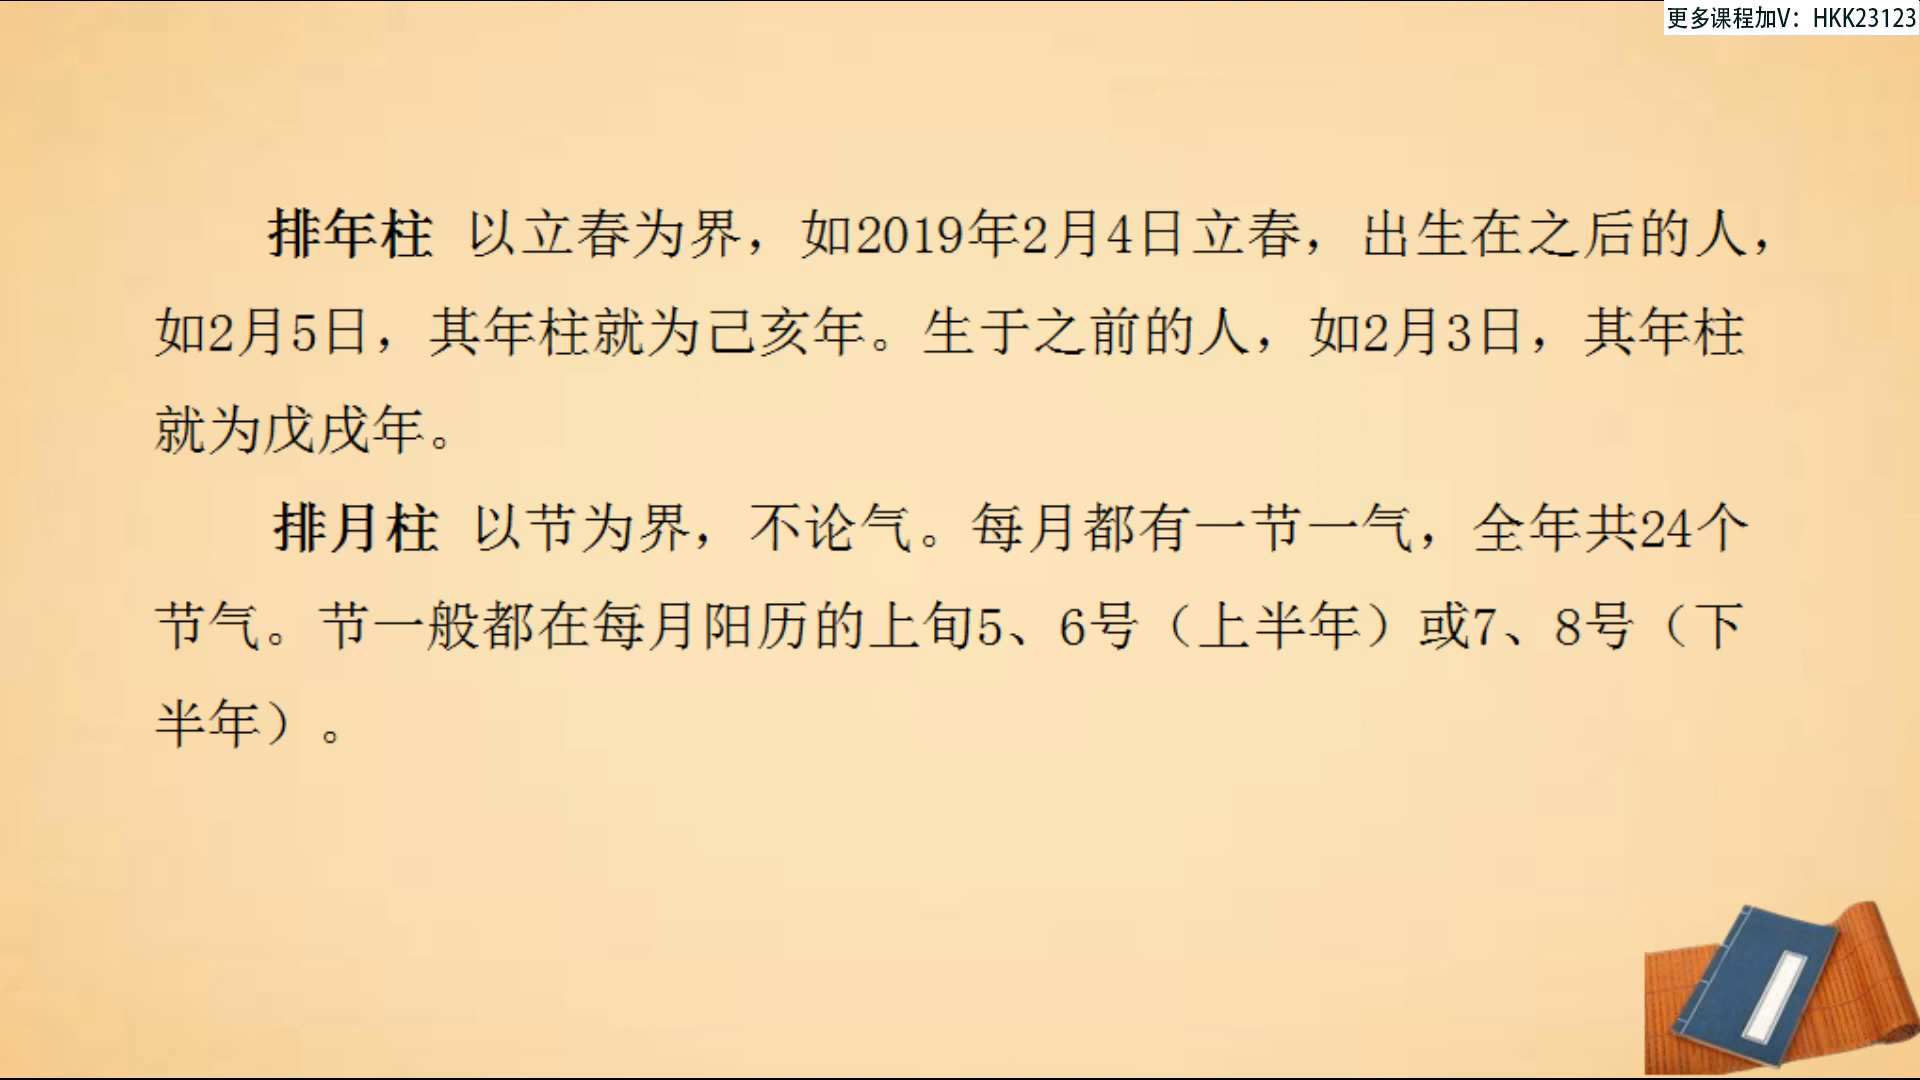 更多课程加V：HKK23123
排年柱 以立春为界，如2019年2月4日立春，出生在之后的人，
如2月5日，其年柱就为己亥年。生于之前的人，如2月3日，其年柱
就为戊戌年。
排月柱 以节为界，不论气。每月都有一节一气，全年共24个
节气。节一般都在每月阳历的上旬5、6号（上半年）或7、8号（下
半年）。